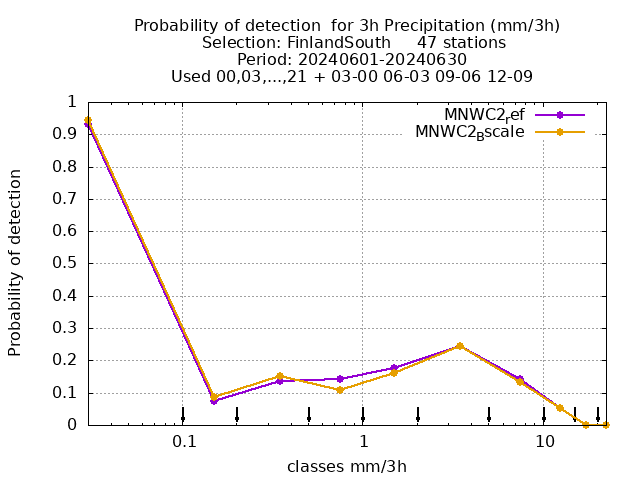 Probability of detection  for 3h Precipitation (mm/3h)
Selection: FinlandSouth     47 stations
Period: 20240601-20240630
Used 00,03,...,21 + 03-00 06-03 09-06 12-09
MNWC2ref
MNWC2Bscale
1
0.9
0.8
0.7
0.6
0.5
0.4
0.3
0.2
0.1
0
Probability of detection
0.1 1 10
classes mm/3h